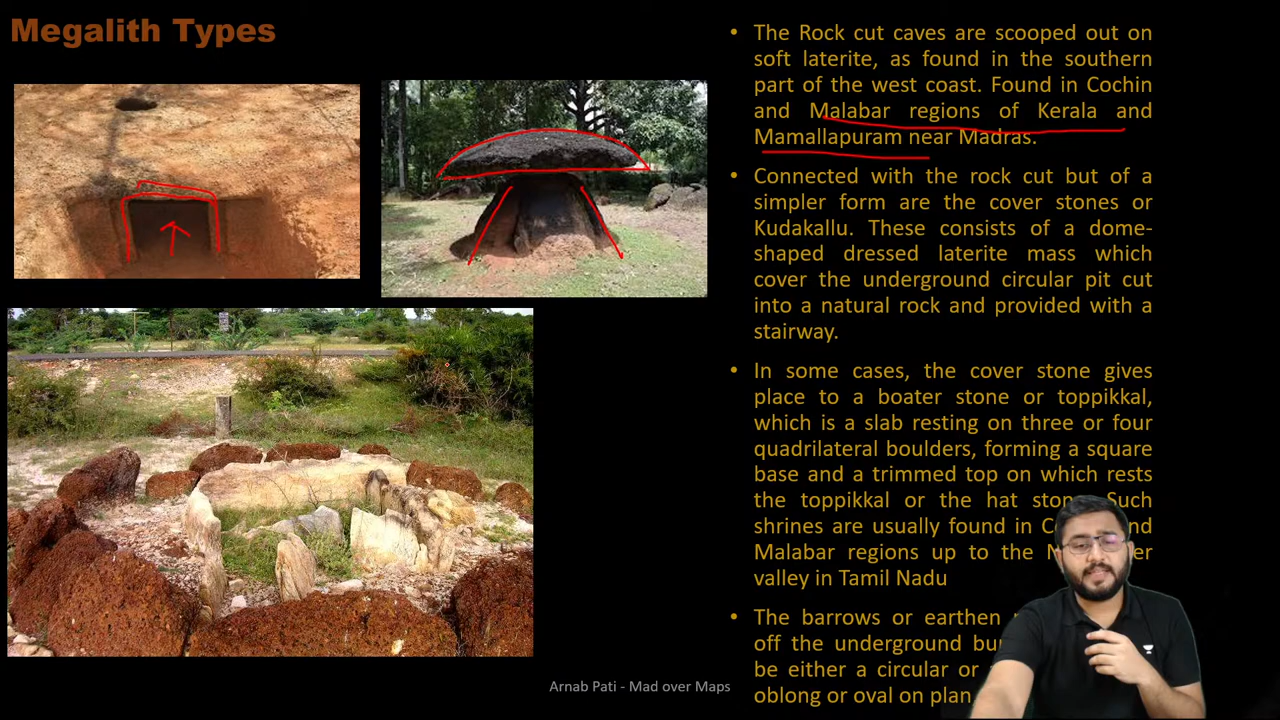 Megalith Types
• The Rock cut caves are scooped out on
soft laterite, as found in the southern
part of the west coast. Found in Cochin
and Malabar regions of Kerala and
Mamallapuram near Madras.
• Connected with the rock cut but of a
simpler form are the cover stones or
Kudakallu. These consists of a dome-
shaped dressed laterite mass which
cover the underground circular pit cut
into a natural rock and provided with a
stairway.
• In some cases, the cover stone gives
place to a boater stone or toppikkal,
which is a slab resting on three or four
quadrilateral boulders, forming a square
base and a trimmed top on which rests
the toppikkal or the hat Such
shrines are usually found in
Malabar regions up to the
valley in Tamil Nadu
• The barrows or earthen
off the underground
be either a circular or
oblong or oval on plan
Arnab Pati - Mad over Maps